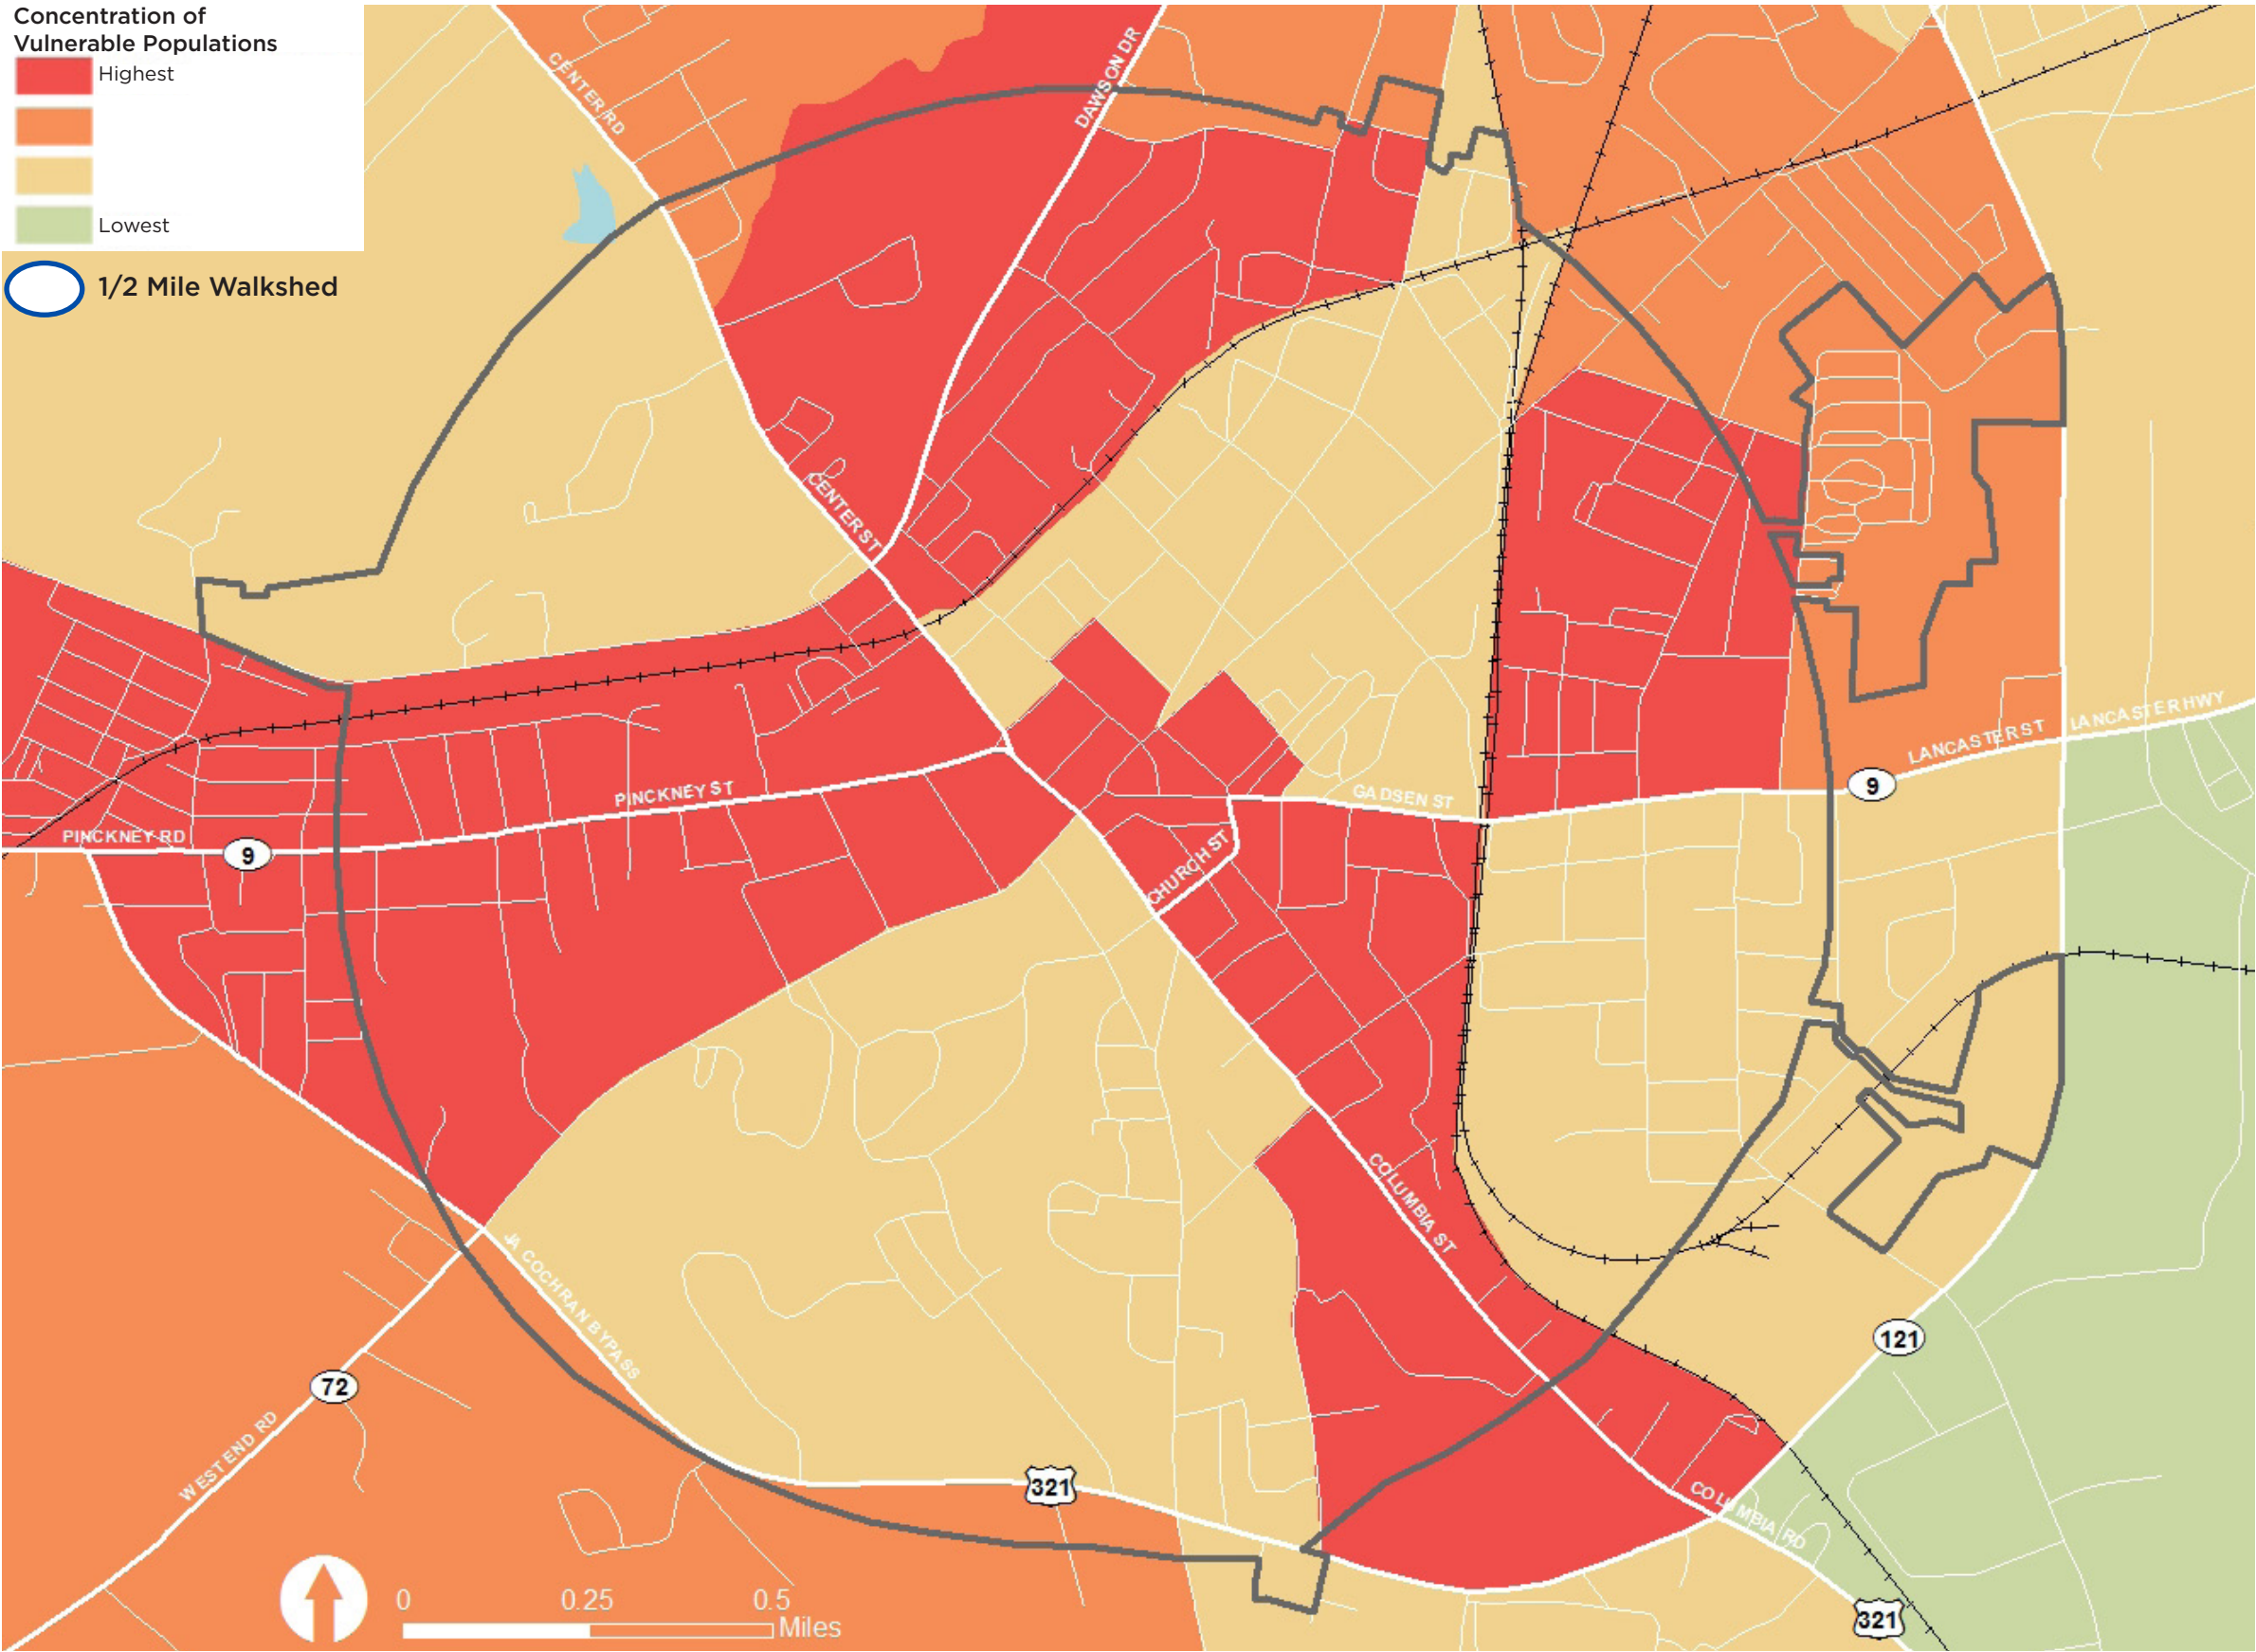 Concentration of
Vulnerable Populations
Highest
Lowest
1/2 Mile Walkshed
CENTER RD
DAWSON DR
CENTER ST
PINCKNEY ST
PINCKNEY RD
9
GADSEN ST
CHURCH ST
LANCASTER ST
LANCASTER HWY
9
COLUMBIA ST
JA COCHRAN BYPASS
72
WEST END RD
321
121
COLUMBIA RD
321
0 0.25 0.5
Miles